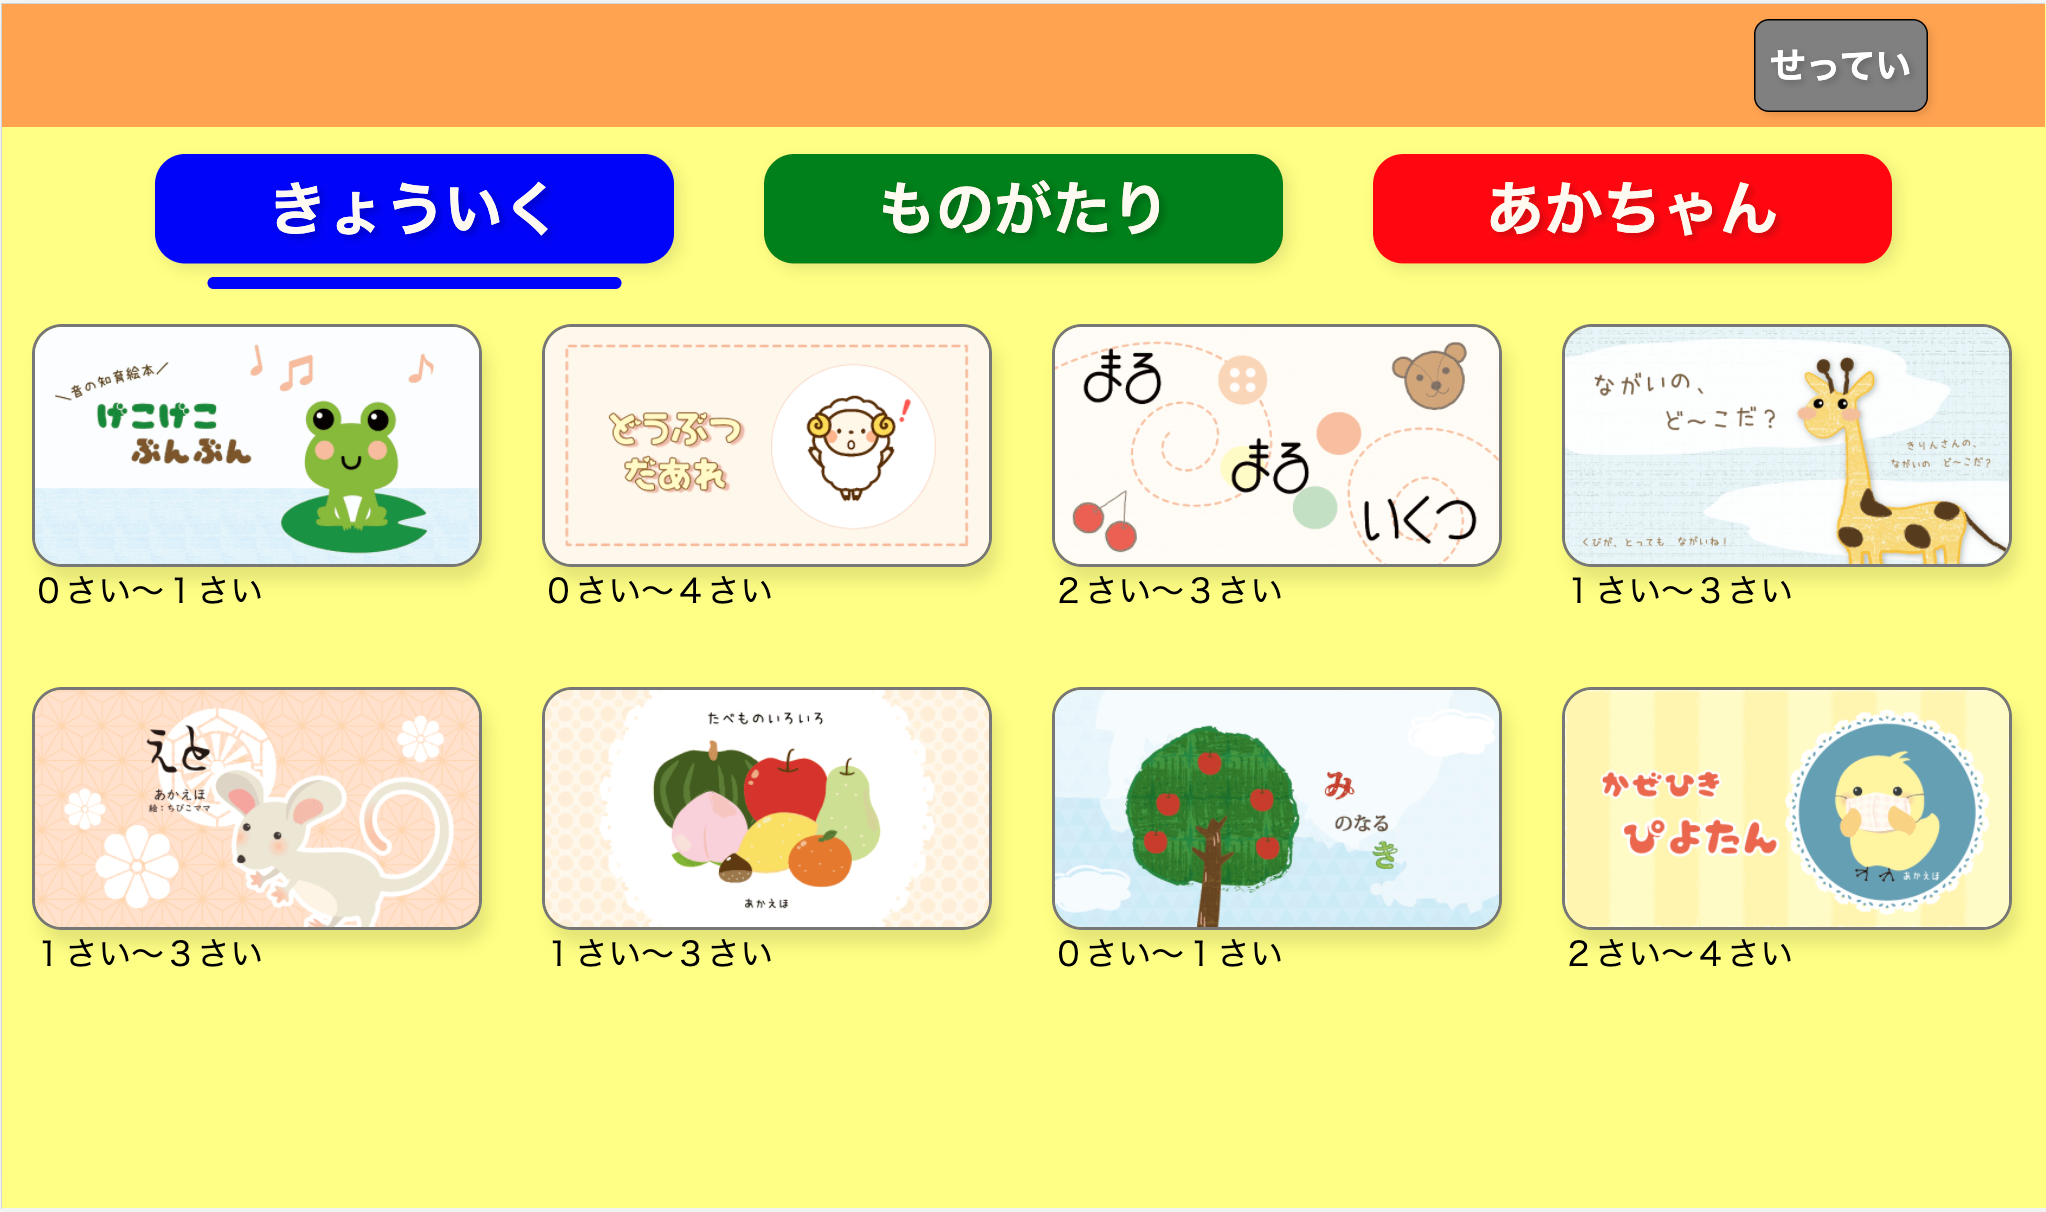 せってい
きょういく
ものがたり
あかちゃん
＼音の知育絵本／
げこげこ
ぶんぶん
0さい〜1さい
どうぶつ
だあれ
0さい〜4さい
まる
まる
いくつ
2さい〜3さい
ながいの、
ど〜こだ？
きりんさんの、
ながいの　ど〜こだ？
くびが、とっても　ながいね！
1さい〜3さい
えと
あかえほ
絵：ちびこママ
1さい〜3さい
たべものいろいろ
あかえほ
1さい〜3さい
み
のなる
き
0さい〜1さい
かぜひき
ぴよたん
あかえほ
2さい〜4さい